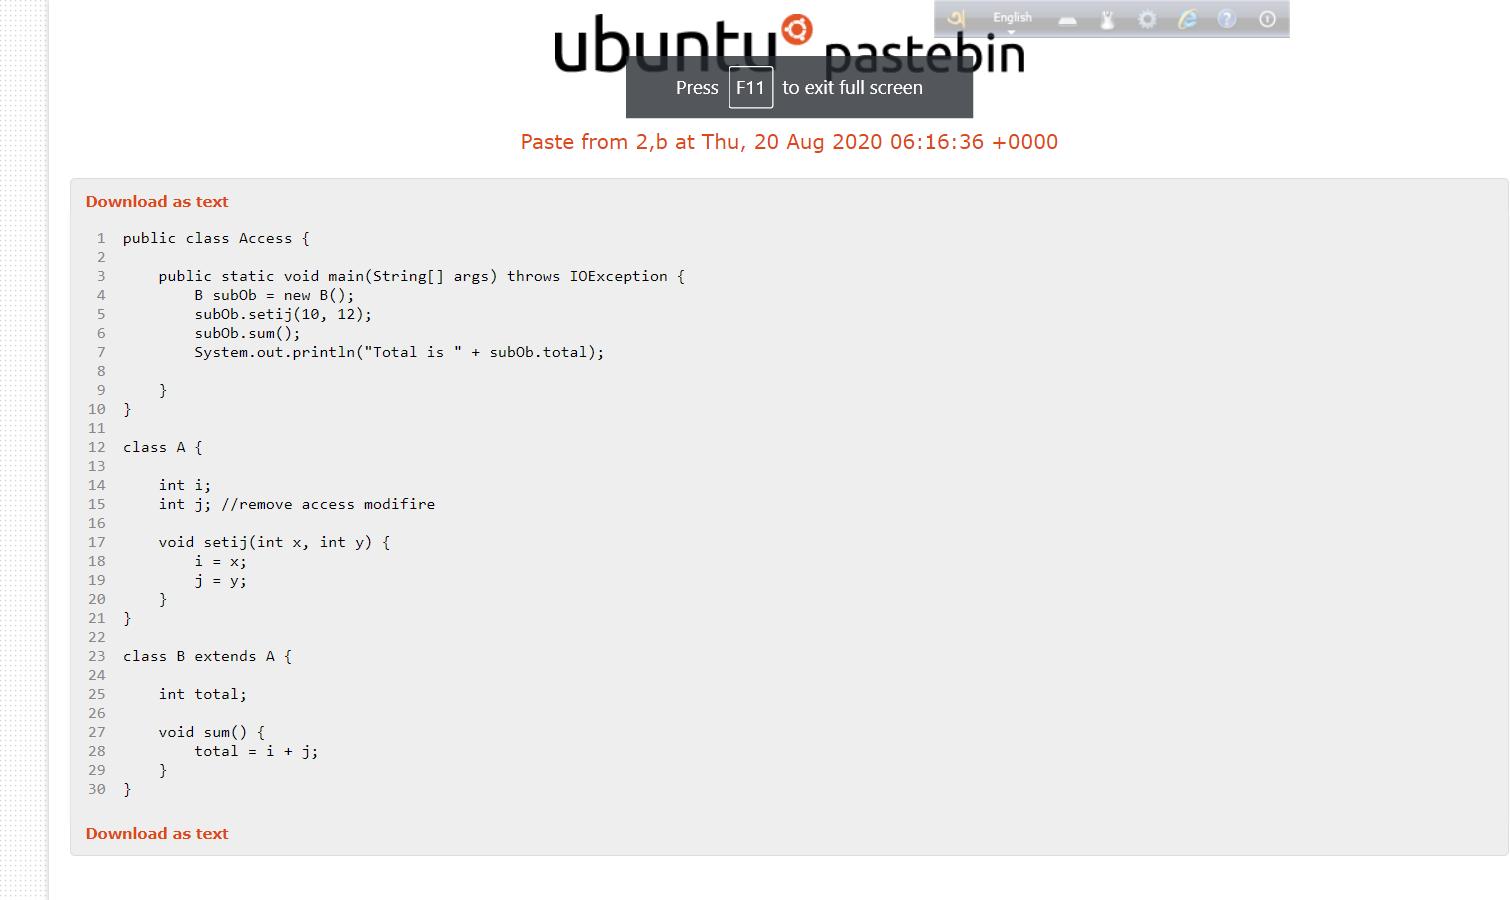 English
ubuntu pastebin
Press F11 to exit full screen
Paste from 2,b at Thu, 20 Aug 2020 06:16:36 +0000
Download as text
1 public class Access {
2
3     public static void main(String[] args) throws IOException {
4         B subOb = new B();
5         subOb.setij(10, 12);
6         subOb.sum();
7         System.out.println("Total is " + subOb.total);
8
9     }
10 }
11
12 class A {
13
14     int i;
15     int j; //remove access modifire
16
17     void setij(int x, int y) {
18         i = x;
19         j = y;
20     }
21 }
22
23 class B extends A {
24
25     int total;
26
27     void sum() {
28         total = i + j;
29     }
30 }
Download as text